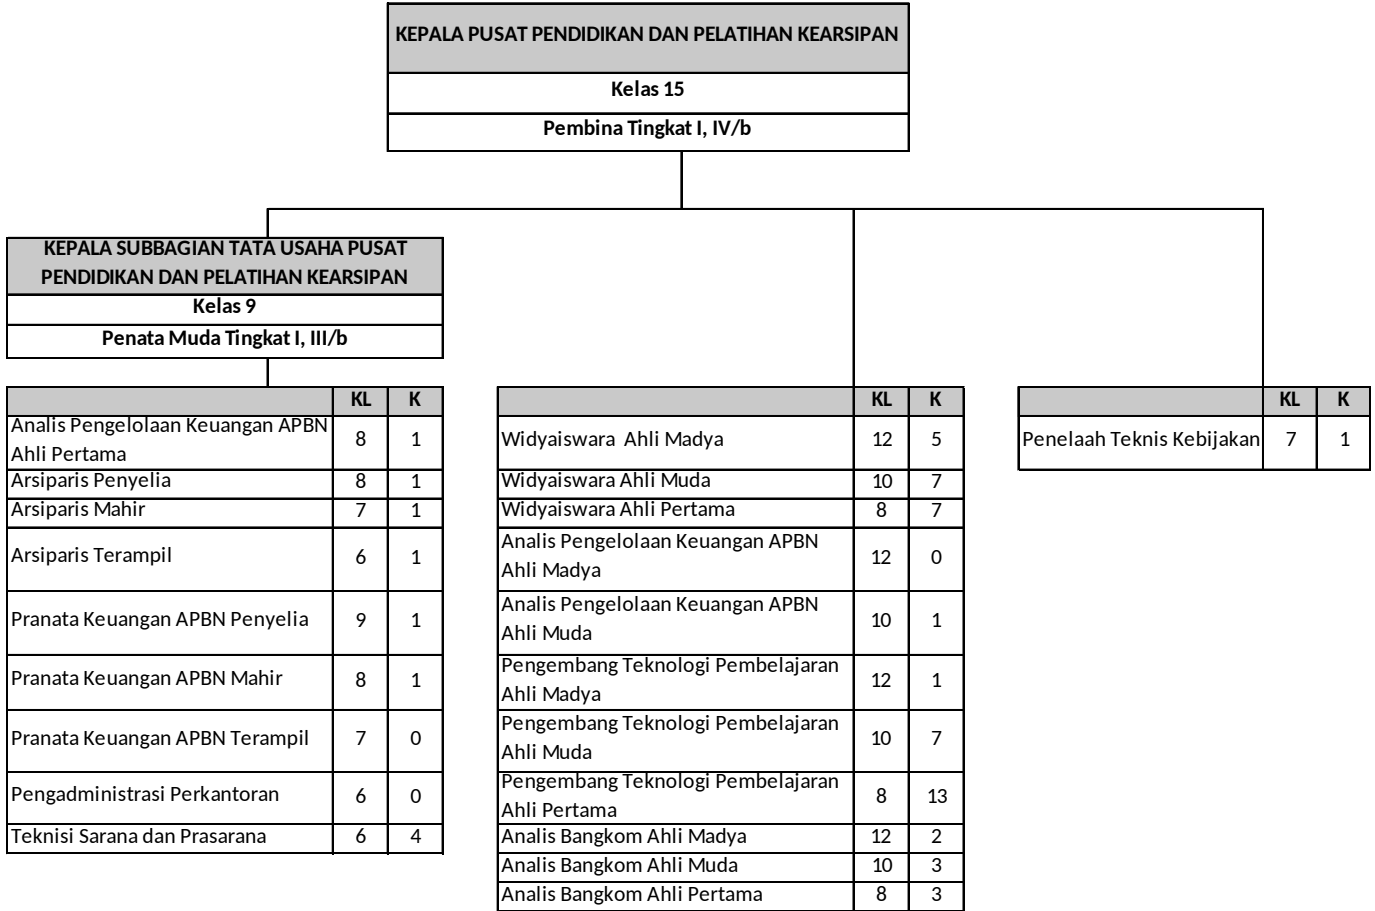 KEPALA PUSAT PENDIDIKAN DAN PELATIHAN KEARSIPAN
Kelas 15
Pembina Tingkat I, IV/b
KEPALA SUBBAGIAN TATA USAHA PUSAT
PENDIDIKAN DAN PELATIHAN KEARSIPAN
Kelas 9
Penata Muda Tingkat I, III/b
KL K
Analis Pengelolaan Keuangan APBN
Ahli Pertama 8 1
Arsiparis Penyelia 8 1
Arsiparis Mahir 7 1
Arsiparis Terampil 6 1
Pranata Keuangan APBN Penyelia 9 1
Pranata Keuangan APBN Mahir 8 1
Pranata Keuangan APBN Terampil 7 0
Pengadministrasi Perkantoran 6 0
Teknisi Sarana dan Prasarana 6 4
KL K
Widyaiswara Ahli Madya 12 5
Widyaiswara Ahli Muda 10 7
Widyaiswara Ahli Pertama 8 7
Analis Pengelolaan Keuangan APBN
Ahli Madya 12 0
Analis Pengelolaan Keuangan APBN
Ahli Muda 10 1
Pengembang Teknologi Pembelajaran
Ahli Madya 12 1
Pengembang Teknologi Pembelajaran
Ahli Muda 10 7
Pengembang Teknologi Pembelajaran
Ahli Pertama 8 13
Analis Bangkom Ahli Madya 12 2
Analis Bangkom Ahli Muda 10 3
Analis Bangkom Ahli Pertama 8 3
KL K
Penelaah Teknis Kebijakan 7 1